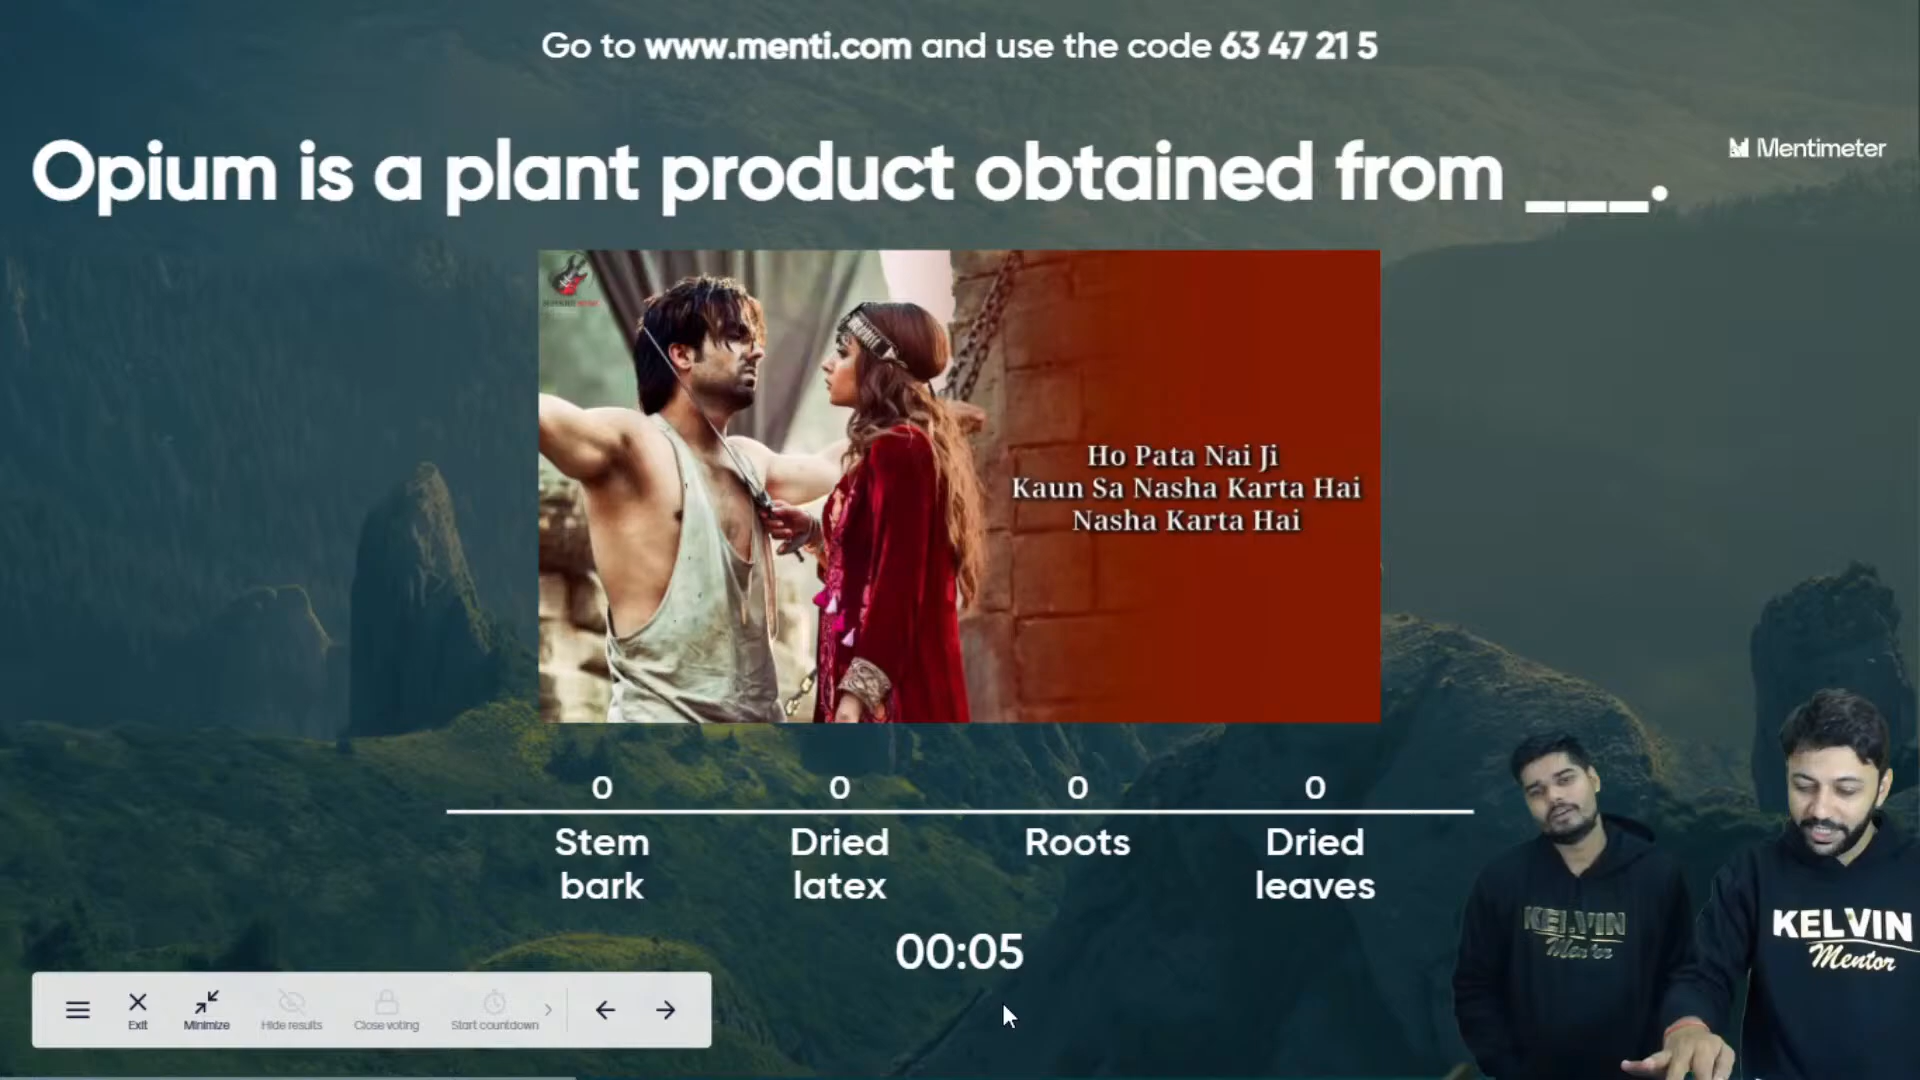 Go to www.menti.com and use the code 63 47 21 5
Opium is a plant product obtained from ___.
Mentimeter
Ho Pata Nai Ji
Kaun Sa Nasha Karta Hai
Nasha Karta Hai
0 0 0 0
Stem bark
Dried latex
Roots
Dried leaves
00:05
Exit
Minimize
Hide results
Close voting
Start countdown
KELVIN
Mentor
KELVIN
Mentor